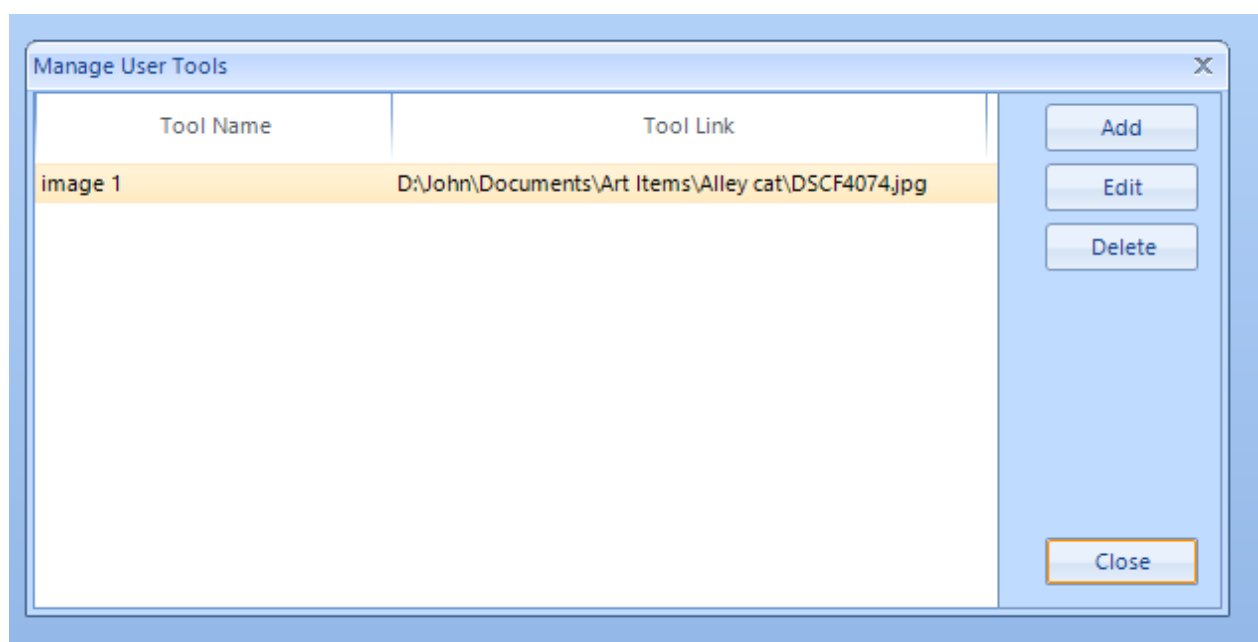 Manage User Tools X
Tool Name Tool Link Add
image 1 D:\John\Documents\Art Items\Alley cat\DSCF4074.jpg Edit
Delete
Close